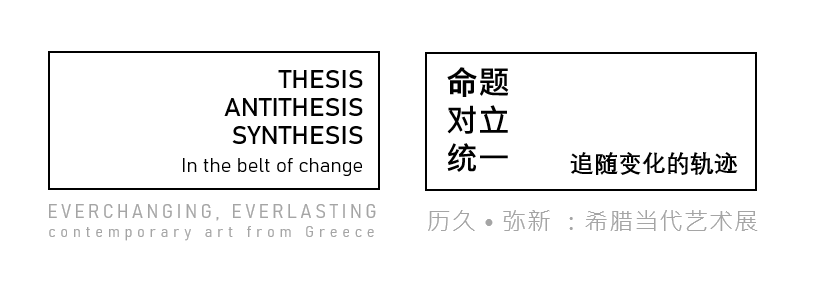 THESIS
ANTITHESIS
SYNTHESIS
In the belt of change
EVERCHANGING, EVERLASTING
contemporary art from Greece
命题
对立
统一
追随变化的轨迹
历久 • 弥新 ：希腊当代艺术展